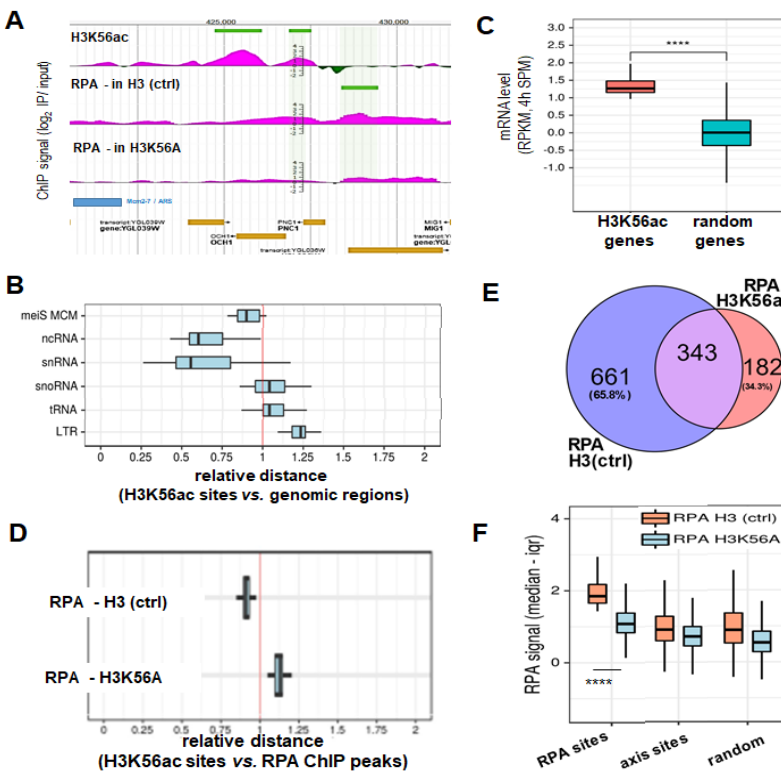 A
425,000
430,000
H3K56ac
RPA - in H3 (ctrl)
RPA - in H3K56A
ChIP signal (log2 IP/ input)
Mcm2-7 / ARS
transcript:YGL039W
gene:YGL039W
OCH1
OCH1
PNC1
PNC1
transcript:YGL036W
MIG1
MIG1
gene:YGL
B
meiS MCM
ncRNA
snRNA
snoRNA
tRNA
LTR
0
0.25
0.5
0.75
1
1.25
1.5
1.75
2
relative distance
(H3K56ac sites vs. genomic regions)
C
mRNA level
(RPKM, 4h SPM)
3.0
2.5
2.0
1.5
1.0
0.5
0.0
-0.5
-1.0
****
H3K56ac
genes
random
genes
D
RPA - H3 (ctrl)
RPA - H3K56A
0
0.25
0.5
0.75
1
1.25
1.5
1.75
2
relative distance
(H3K56ac sites vs. RPA ChIP peaks)
E
RPA
H3K56a
661
(65.8%)
343
182
(34.3%)
RPA
H3(ctrl)
F
RPA signal (median - iqr)
4
2
0
RPA H3 (ctrl)
RPA H3K56A
****
RPA sites
axis sites
random